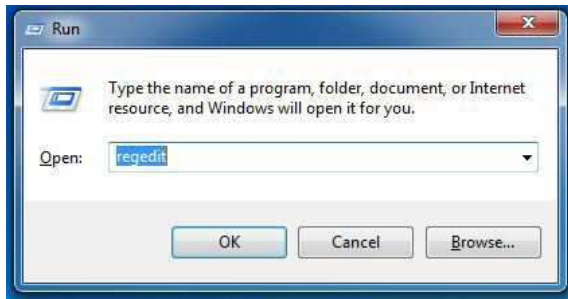 Run
Type the name of a program, folder, document, or Internet
resource, and Windows will open it for you.
Open: regedit
OK Cancel Browse...